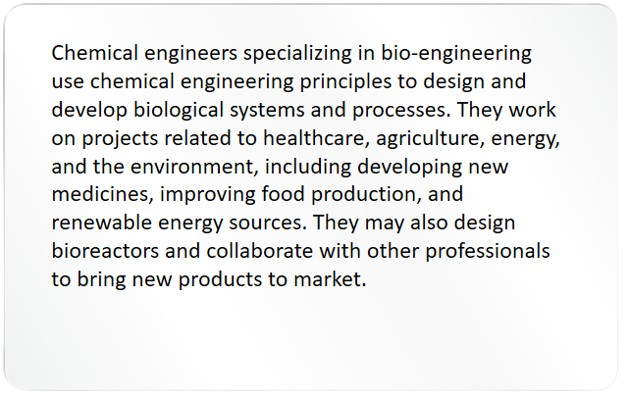 Chemical engineers specializing in bio-engineering
use chemical engineering principles to design and
develop biological systems and processes. They work
on projects related to healthcare, agriculture, energy,
and the environment, including developing new
medicines, improving food production, and
renewable energy sources. They may also design
bioreactors and collaborate with other professionals
to bring new products to market.